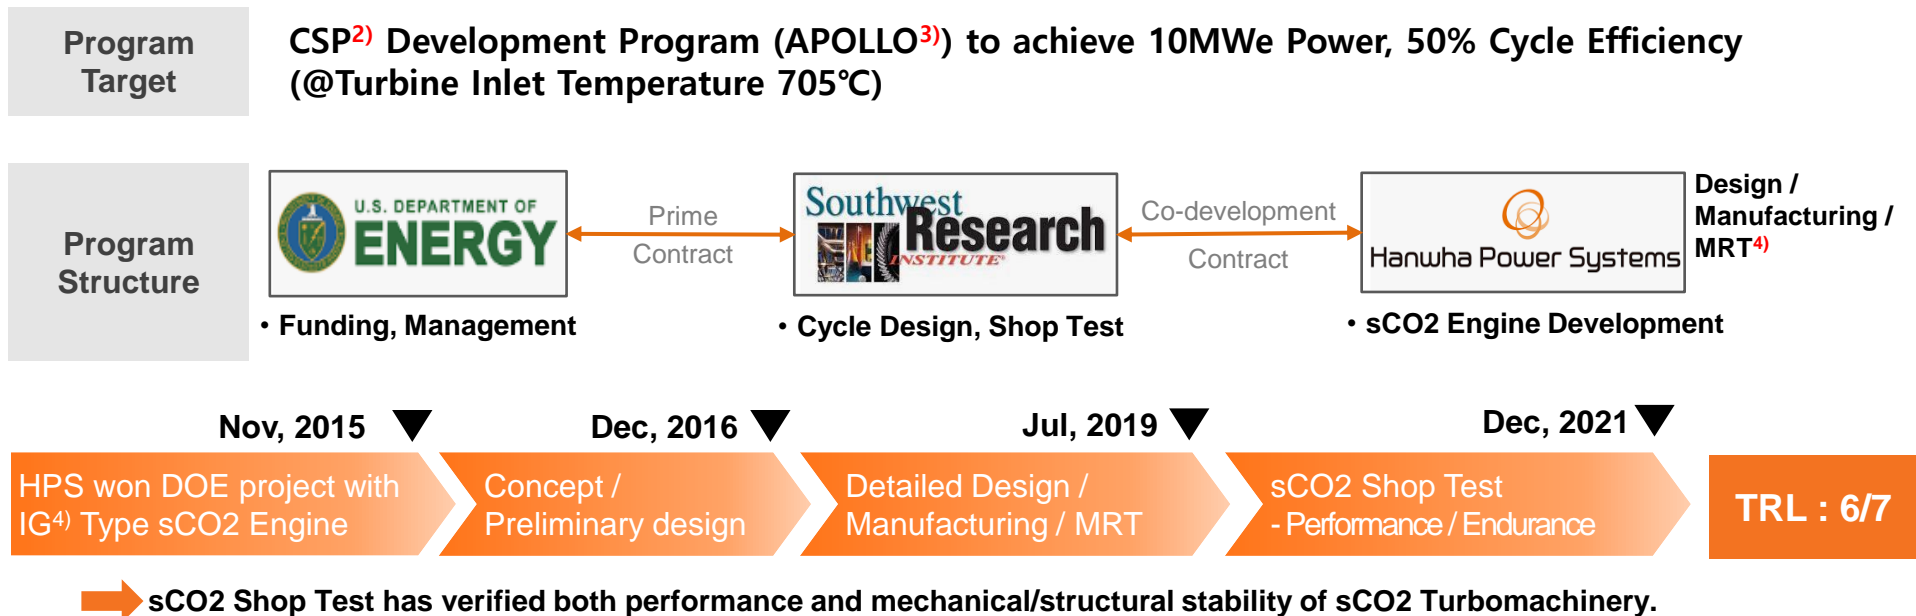 Program
Target
CSP2) Development Program (APOLLO3)) to achieve 10MWe Power, 50% Cycle Efficiency
(@Turbine Inlet Temperature 705℃)
Program
Structure
U.S. DEPARTMENT OF
ENERGY
Prime
Contract
Southwest
Research
INSTITUTE®
Co-development
Contract
Hanwha Power Systems
Design /
Manufacturing /
MRT4)
• Funding, Management
• Cycle Design, Shop Test
• sCO2 Engine Development
Nov, 2015
Dec, 2016
Jul, 2019
Dec, 2021
HPS won DOE project with
IG4) Type sCO2 Engine
Concept /
Preliminary design
Detailed Design /
Manufacturing / MRT
sCO2 Shop Test
- Performance / Endurance
TRL : 6/7
sCO2 Shop Test has verified both performance and mechanical/structural stability of sCO2 Turbomachinery.